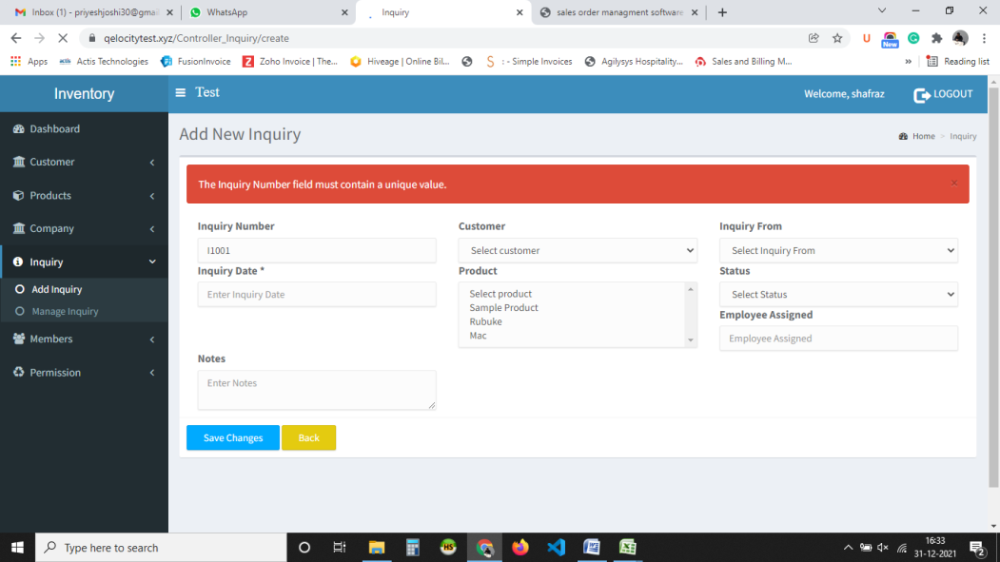 Inbox (1) - priyeshjoshi30@gmai
WhatsApp
Inquiry
sales order managment software
qelocitytest.xyz/Controller_Inquiry/create
U
New
Apps
Actis Technologies
FusionInvoice
Zoho Invoice | The...
Hiveage | Online Bil...
: - Simple Invoices
Agilysys Hospitality...
Sales and Billing M...
»
Reading list
Inventory
Test
Welcome, shafraz
LOGOUT
Dashboard
Customer
Products
Company
Inquiry
Add Inquiry
Manage Inquiry
Members
Permission
Add New Inquiry
Home > Inquiry
The Inquiry Number field must contain a unique value.
×
Inquiry Number
I1001
Customer
Select customer
Inquiry From
Select Inquiry From
Inquiry Date *
Enter Inquiry Date
Product
Select product
Sample Product
Rubuke
Mac
Status
Select Status
Employee Assigned
Employee Assigned
Notes
Enter Notes
Save Changes
Back
Type here to search
HS
16:33
31-12-2021
2